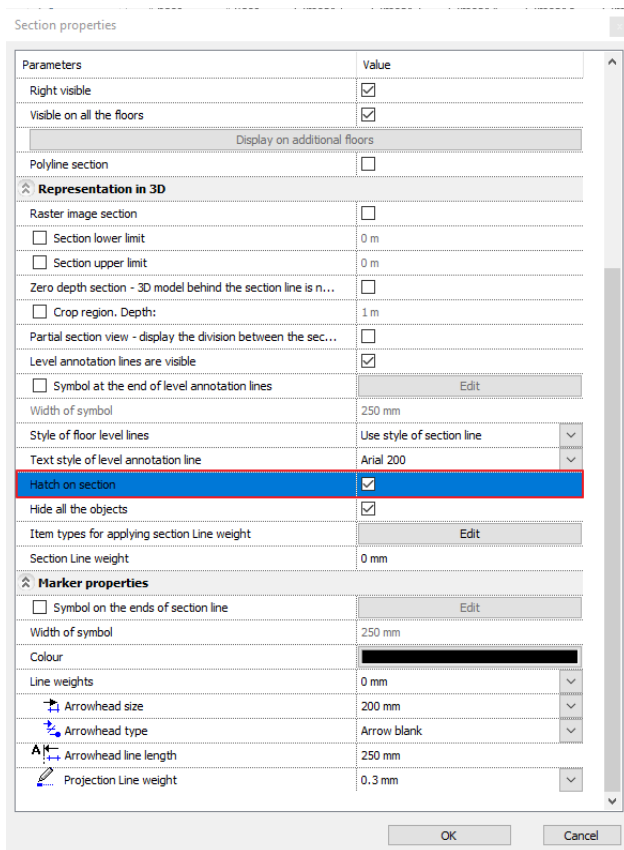 Section properties
Parameters Value
Right visible
Visible on all the floors
Display on additional floors
Polyline section
Representation in 3D
Raster image section
Section lower limit 0 m
Section upper limit 0 m
Zero depth section - 3D model behind the section line is n...
Crop region. Depth: 1 m
Partial section view - display the division between the sec...
Level annotation lines are visible
Symbol at the end of level annotation lines Edit
Width of symbol 250 mm
Style of floor level lines Use style of section line
Text style of level annotation line Arial 200
Hatch on section
Hide all the objects
Item types for applying section Line weight Edit
Section Line weight 0 mm
Marker properties
Symbol on the ends of section line Edit
Width of symbol 250 mm
Colour
Line weights 0 mm
Arrowhead size 200 mm
Arrowhead type Arrow blank
A Arrowhead line length 250 mm
Projection Line weight 0.3 mm
OK Cancel